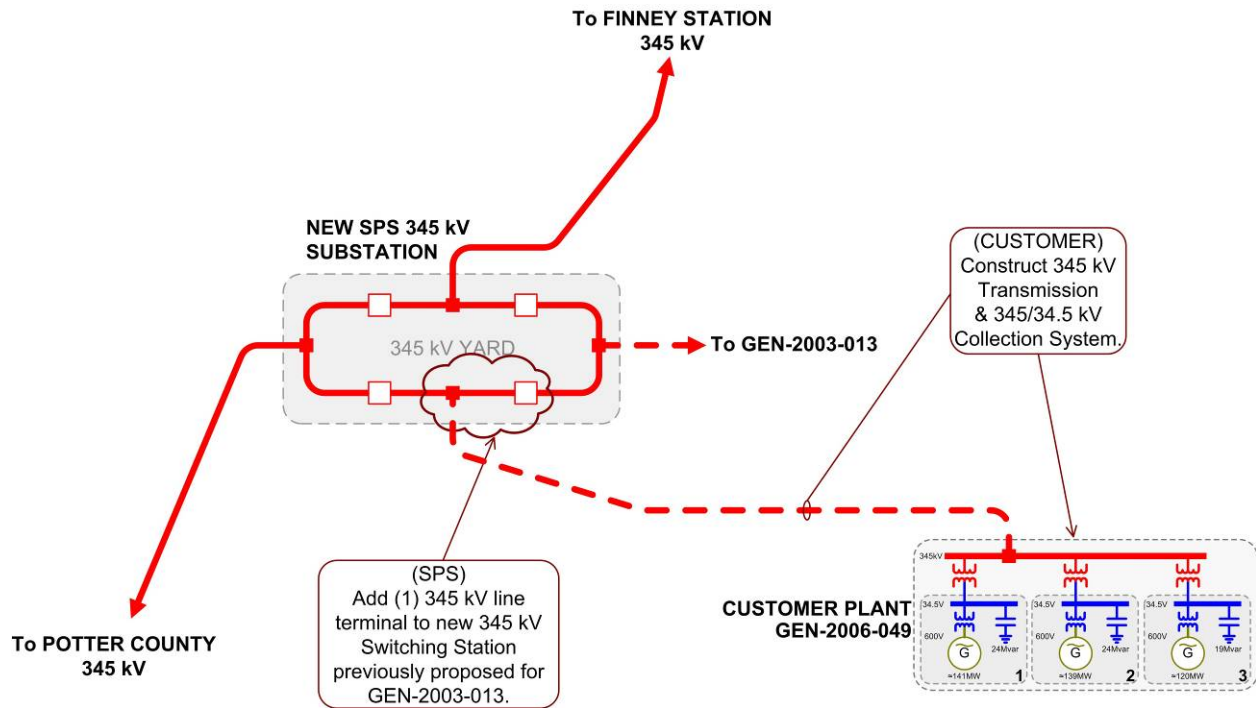 To FINNEY STATION
345 kV
NEW SPS 345 kV
SUBSTATION
345 kV YARD
To GEN-2003-013
(CUSTOMER)
Construct 345 kV
Transmission
& 345/34.5 kV
Collection System.
To POTTER COUNTY
345 kV
(SPS)
Add (1) 345 kV line
terminal to new 345 kV
Switching Station
previously proposed for
GEN-2003-013.
CUSTOMER PLANT
GEN-2006-049
345kV
34.5V
600V
G
24Mvar
≈141MW
1
34.5V
600V
G
24Mvar
≈139MW
2
34.5V
600V
G
19Mvar
≈120MW
3